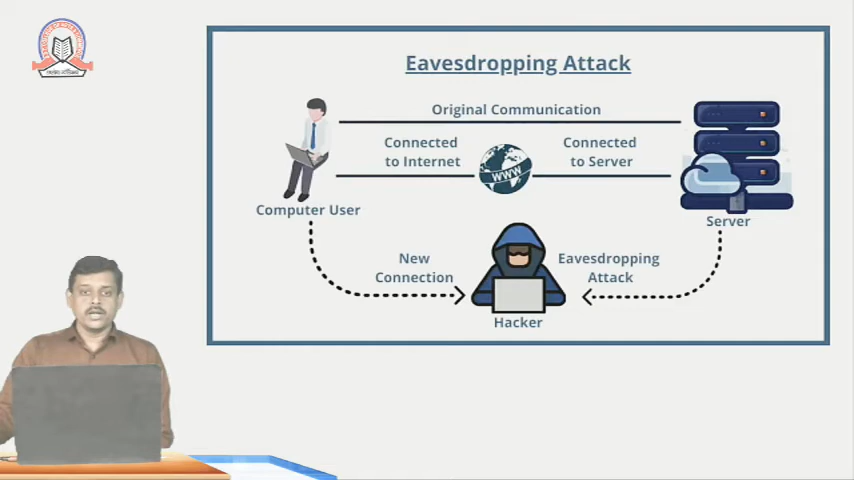 Eavesdropping Attack
Original Communication
Connected
to Internet
Connected
to Server
WWW
Computer User
Server
New
Connection
Eavesdropping
Attack
Hacker